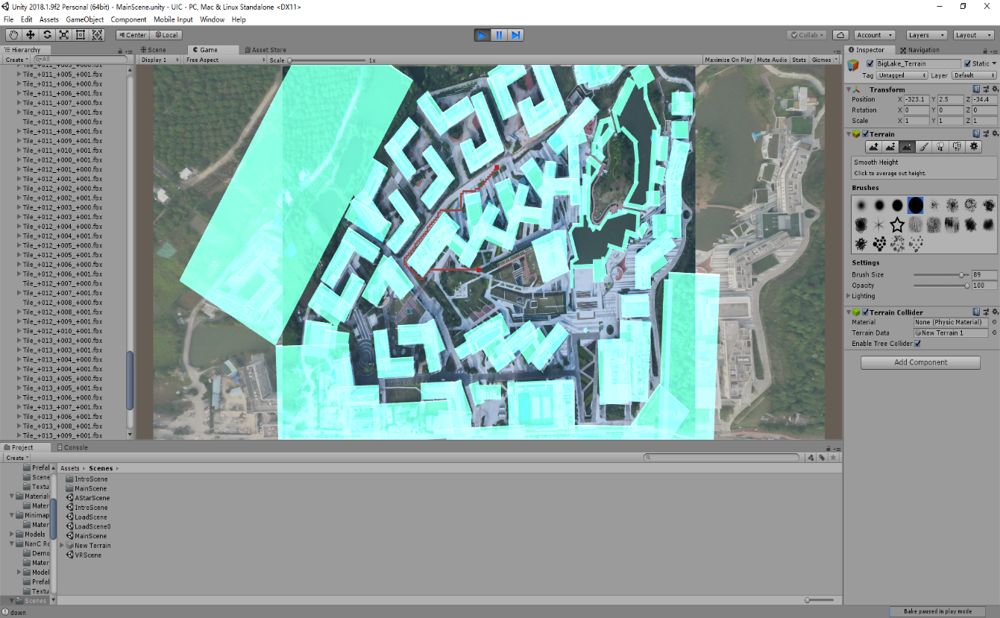 Unity 2018.1.9f2 Personal (64bit) - MainScene.unity - UIC - PC, Mac & Linux Standalone <DX11>
File Edit Assets GameObject Component Mobile Input Window Help
Center Local Collab Account Layers Layout
Hierarchy
Create All
Tile_+011_+005_+000.fbx
Tile_+011_+005_+001.fbx
Tile_+011_+006_+000.fbx
Tile_+011_+006_+001.fbx
Tile_+011_+007_+000.fbx
Tile_+011_+007_+001.fbx
Tile_+011_+008_+000.fbx
Tile_+011_+008_+001.fbx
Tile_+011_+009_+001.fbx
Tile_+011_+010_+001.fbx
Tile_+012_+000_+001.fbx
Tile_+012_+001_+000.fbx
Tile_+012_+001_+001.fbx
Tile_+012_+002_+000.fbx
Tile_+012_+002_+001.fbx
Tile_+012_+003_+000.fbx
Tile_+012_+003_+001.fbx
Tile_+012_+004_+000.fbx
Tile_+012_+004_+001.fbx
Tile_+012_+005_+000.fbx
Tile_+012_+005_+001.fbx
Tile_+012_+006_+000.fbx
Tile_+012_+006_+001.fbx
Tile_+012_+007_+000.fbx
Tile_+012_+007_+001.fbx
Tile_+012_+008_+000.fbx
Tile_+012_+008_+001.fbx
Tile_+012_+009_+001.fbx
Tile_+012_+010_+001.fbx
Tile_+013_+003_+000.fbx
Tile_+013_+003_+001.fbx
Tile_+013_+004_+000.fbx
Tile_+013_+004_+001.fbx
Tile_+013_+005_+000.fbx
Tile_+013_+005_+001.fbx
Tile_+013_+006_+000.fbx
Tile_+013_+007_+001.fbx
Tile_+013_+008_+001.fbx
Tile_+013_+009_+001.fbx
Scene Game Asset Store
Display 1 Free Aspect Scale 1x Maximize On Play Mute Audio Stats Gizmos
Inspector Navigation
BigLake_Terrain Static
Tag Untagged Layer Default
Transform
Position X -323.1 Y 2.5 Z -34.4
Rotation X 0 Y 0 Z 0
Scale X 1 Y 1 Z 1
Terrain
Smooth Height
Click to average out height.
Brushes
Settings
Brush Size 89
Opacity 100
Lighting
Terrain Collider
Material None (Physic Material)
Terrain Data New Terrain 1
Enable Tree Collider
Add Component
Project Console
Create
Prefal
Scene
Textu
Material
Mater
Minimap
Mater
Models
NanC Ro
Demo
Mater
Model
Prefal
Textu
Scenes
Assets Scenes
IntroScene
MainScene
AStarScene
IntroScene
LoadScene
LoadScene0
MainScene
New Terrain
VRScene
down
Bake paused in play mode